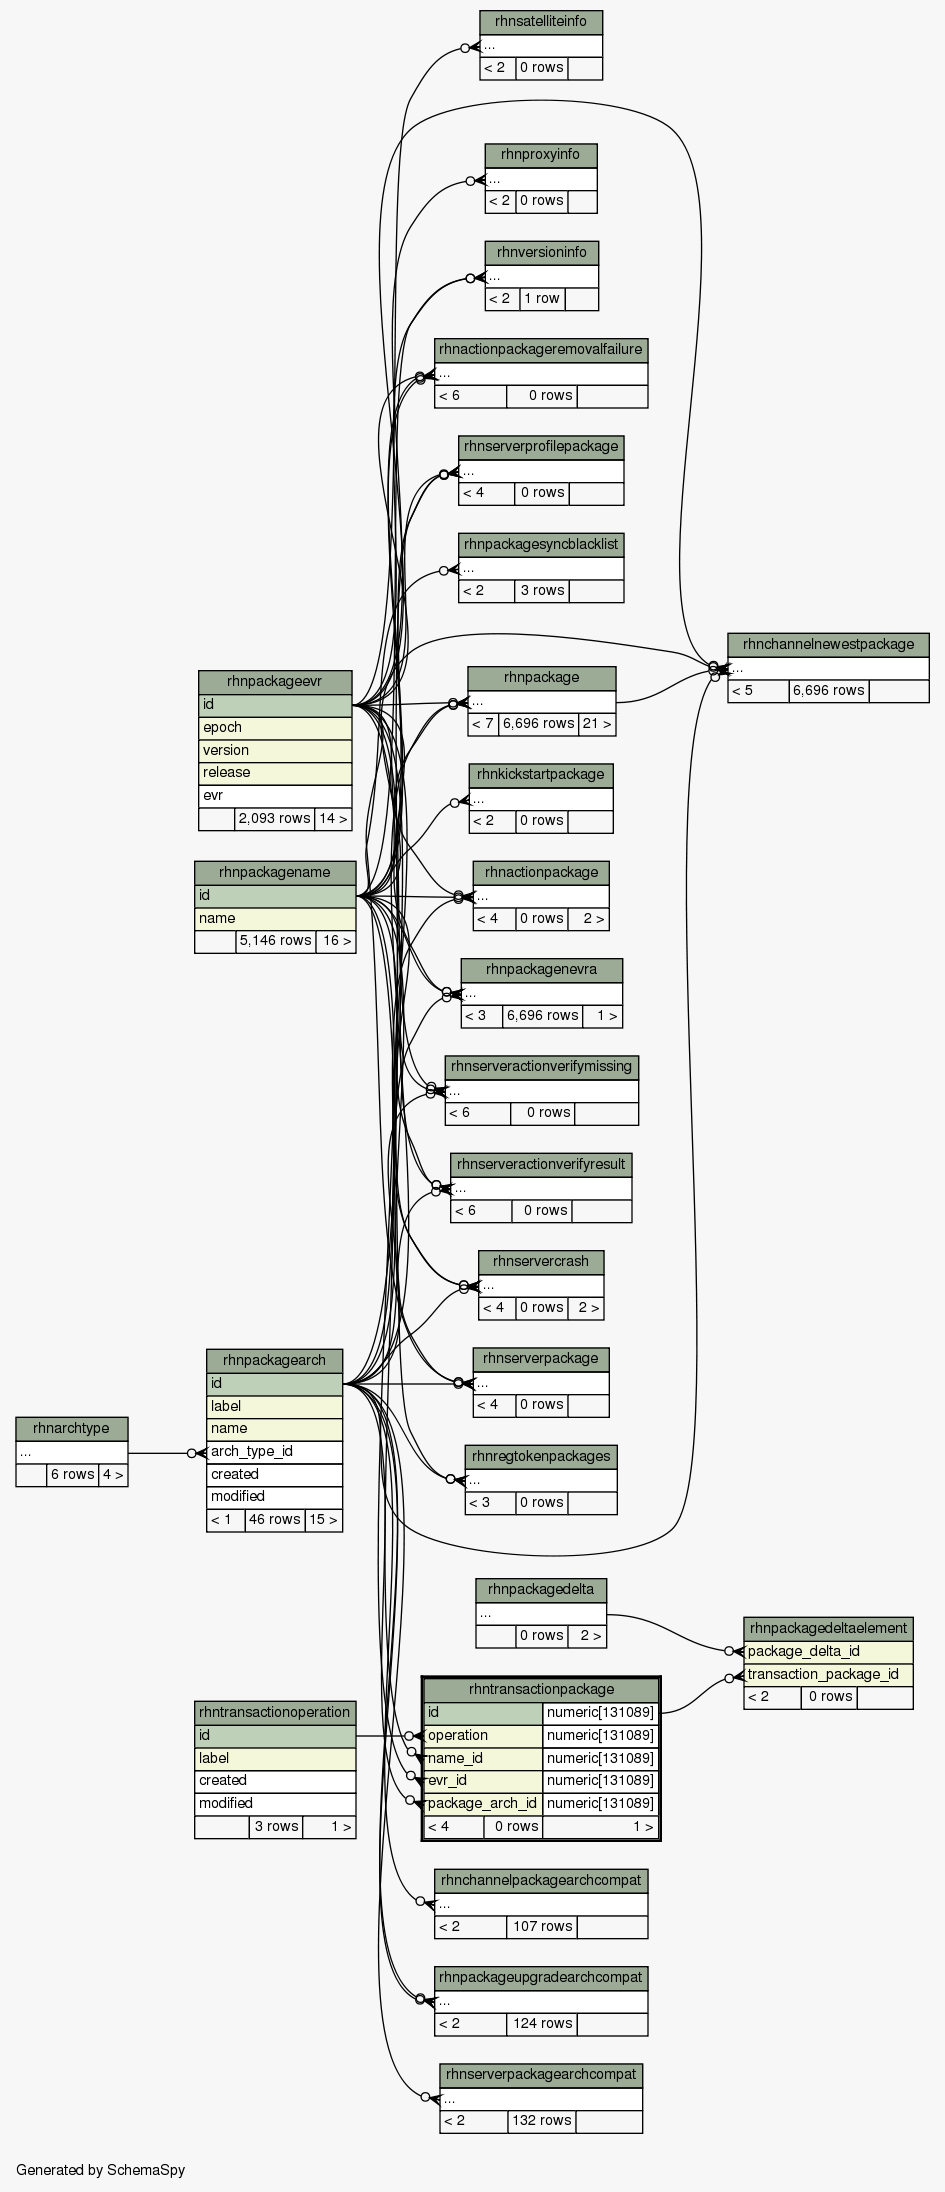 rhnsatelliteinfo
...
< 2 0 rows
rhnproxyinfo
...
< 2 0 rows
rhnversioninfo
...
< 2 1 row
rhnactionpackageremovalfailure
...
< 6 0 rows
rhnserverprofilepackage
...
< 4 0 rows
rhnpackagesyncblacklist
...
< 2 3 rows
rhnchannelnewestpackage
...
< 5 6,696 rows
rhnpackageevr
id
epoch
version
release
evr
2,093 rows 14 >
rhnpackage
...
< 7 6,696 rows 21 >
rhnkickstartpackage
...
< 2 0 rows
rhnpackagename
id
name
5,146 rows 16 >
rhnactionpackage
...
< 4 0 rows 2 >
rhnpackagenevra
...
< 3 6,696 rows 1 >
rhnserveractionverifymissing
...
< 6 0 rows
rhnserveractionverifyresult
...
< 6 0 rows
rhnservercrash
...
< 4 0 rows 2 >
rhnpackagearch
id
label
name
arch_type_id
created
modified
< 1 46 rows 15 >
rhnserverpackage
...
< 4 0 rows
rhnarchtype
...
6 rows 4 >
rhnregtokenpackages
...
< 3 0 rows
rhnpackagedelta
...
0 rows 2 >
rhnpackagedeltaelement
package_delta_id
transaction_package_id
< 2 0 rows
rhntransactionoperation
id
label
created
modified
3 rows 1 >
rhntransactionpackage
id numeric[131089]
operation numeric[131089]
name_id numeric[131089]
evr_id numeric[131089]
package_arch_id numeric[131089]
< 4 0 rows 1 >
rhnchannelpackagearchcompat
...
< 2 107 rows
rhnpackageupgradearchcompat
...
< 2 124 rows
rhnserverpackagearchcompat
...
< 2 132 rows
Generated by SchemaSpy